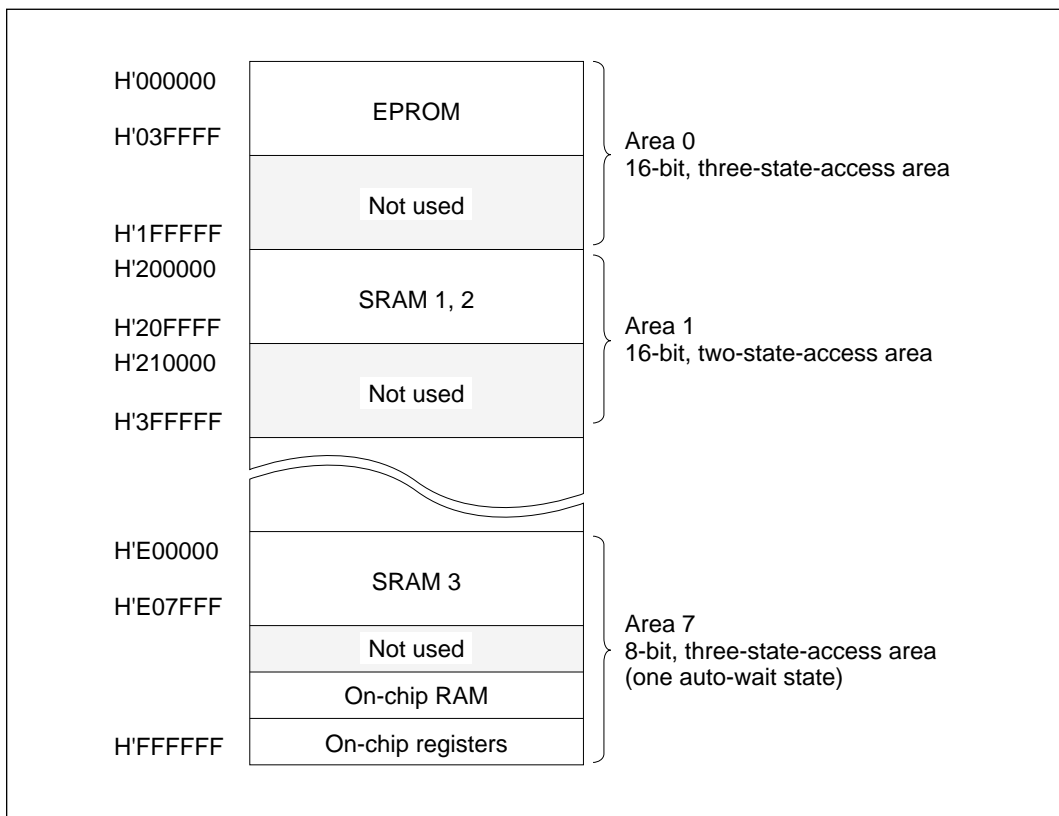 H'000000
EPROM
H'03FFFF
Area 0
16-bit, three-state-access area
Not used
H'1FFFFF
H'200000
SRAM 1, 2
H'20FFFF
Area 1
16-bit, two-state-access area
H'210000
Not used
H'3FFFFF
H'E00000
SRAM 3
H'E07FFF
Area 7
8-bit, three-state-access area
(one auto-wait state)
Not used
On-chip RAM
H'FFFFFF
On-chip registers